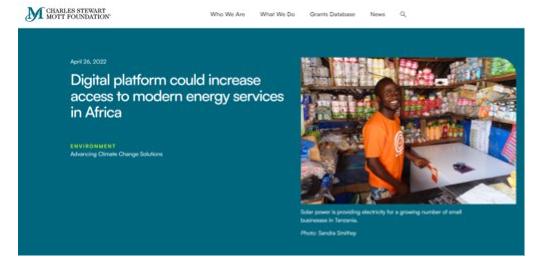 CHARLES STEWART
MOTT FOUNDATION®
Who We Are What We Do Grants Database News
April 26, 2022
Digital platform could increase
access to modern energy services
in Africa
ENVIRONMENT
Advancing Climate Change Solutions
Solar power is providing electricity for a growing number of small
businesses in Tanzania.
Photo: Sandra Smithey